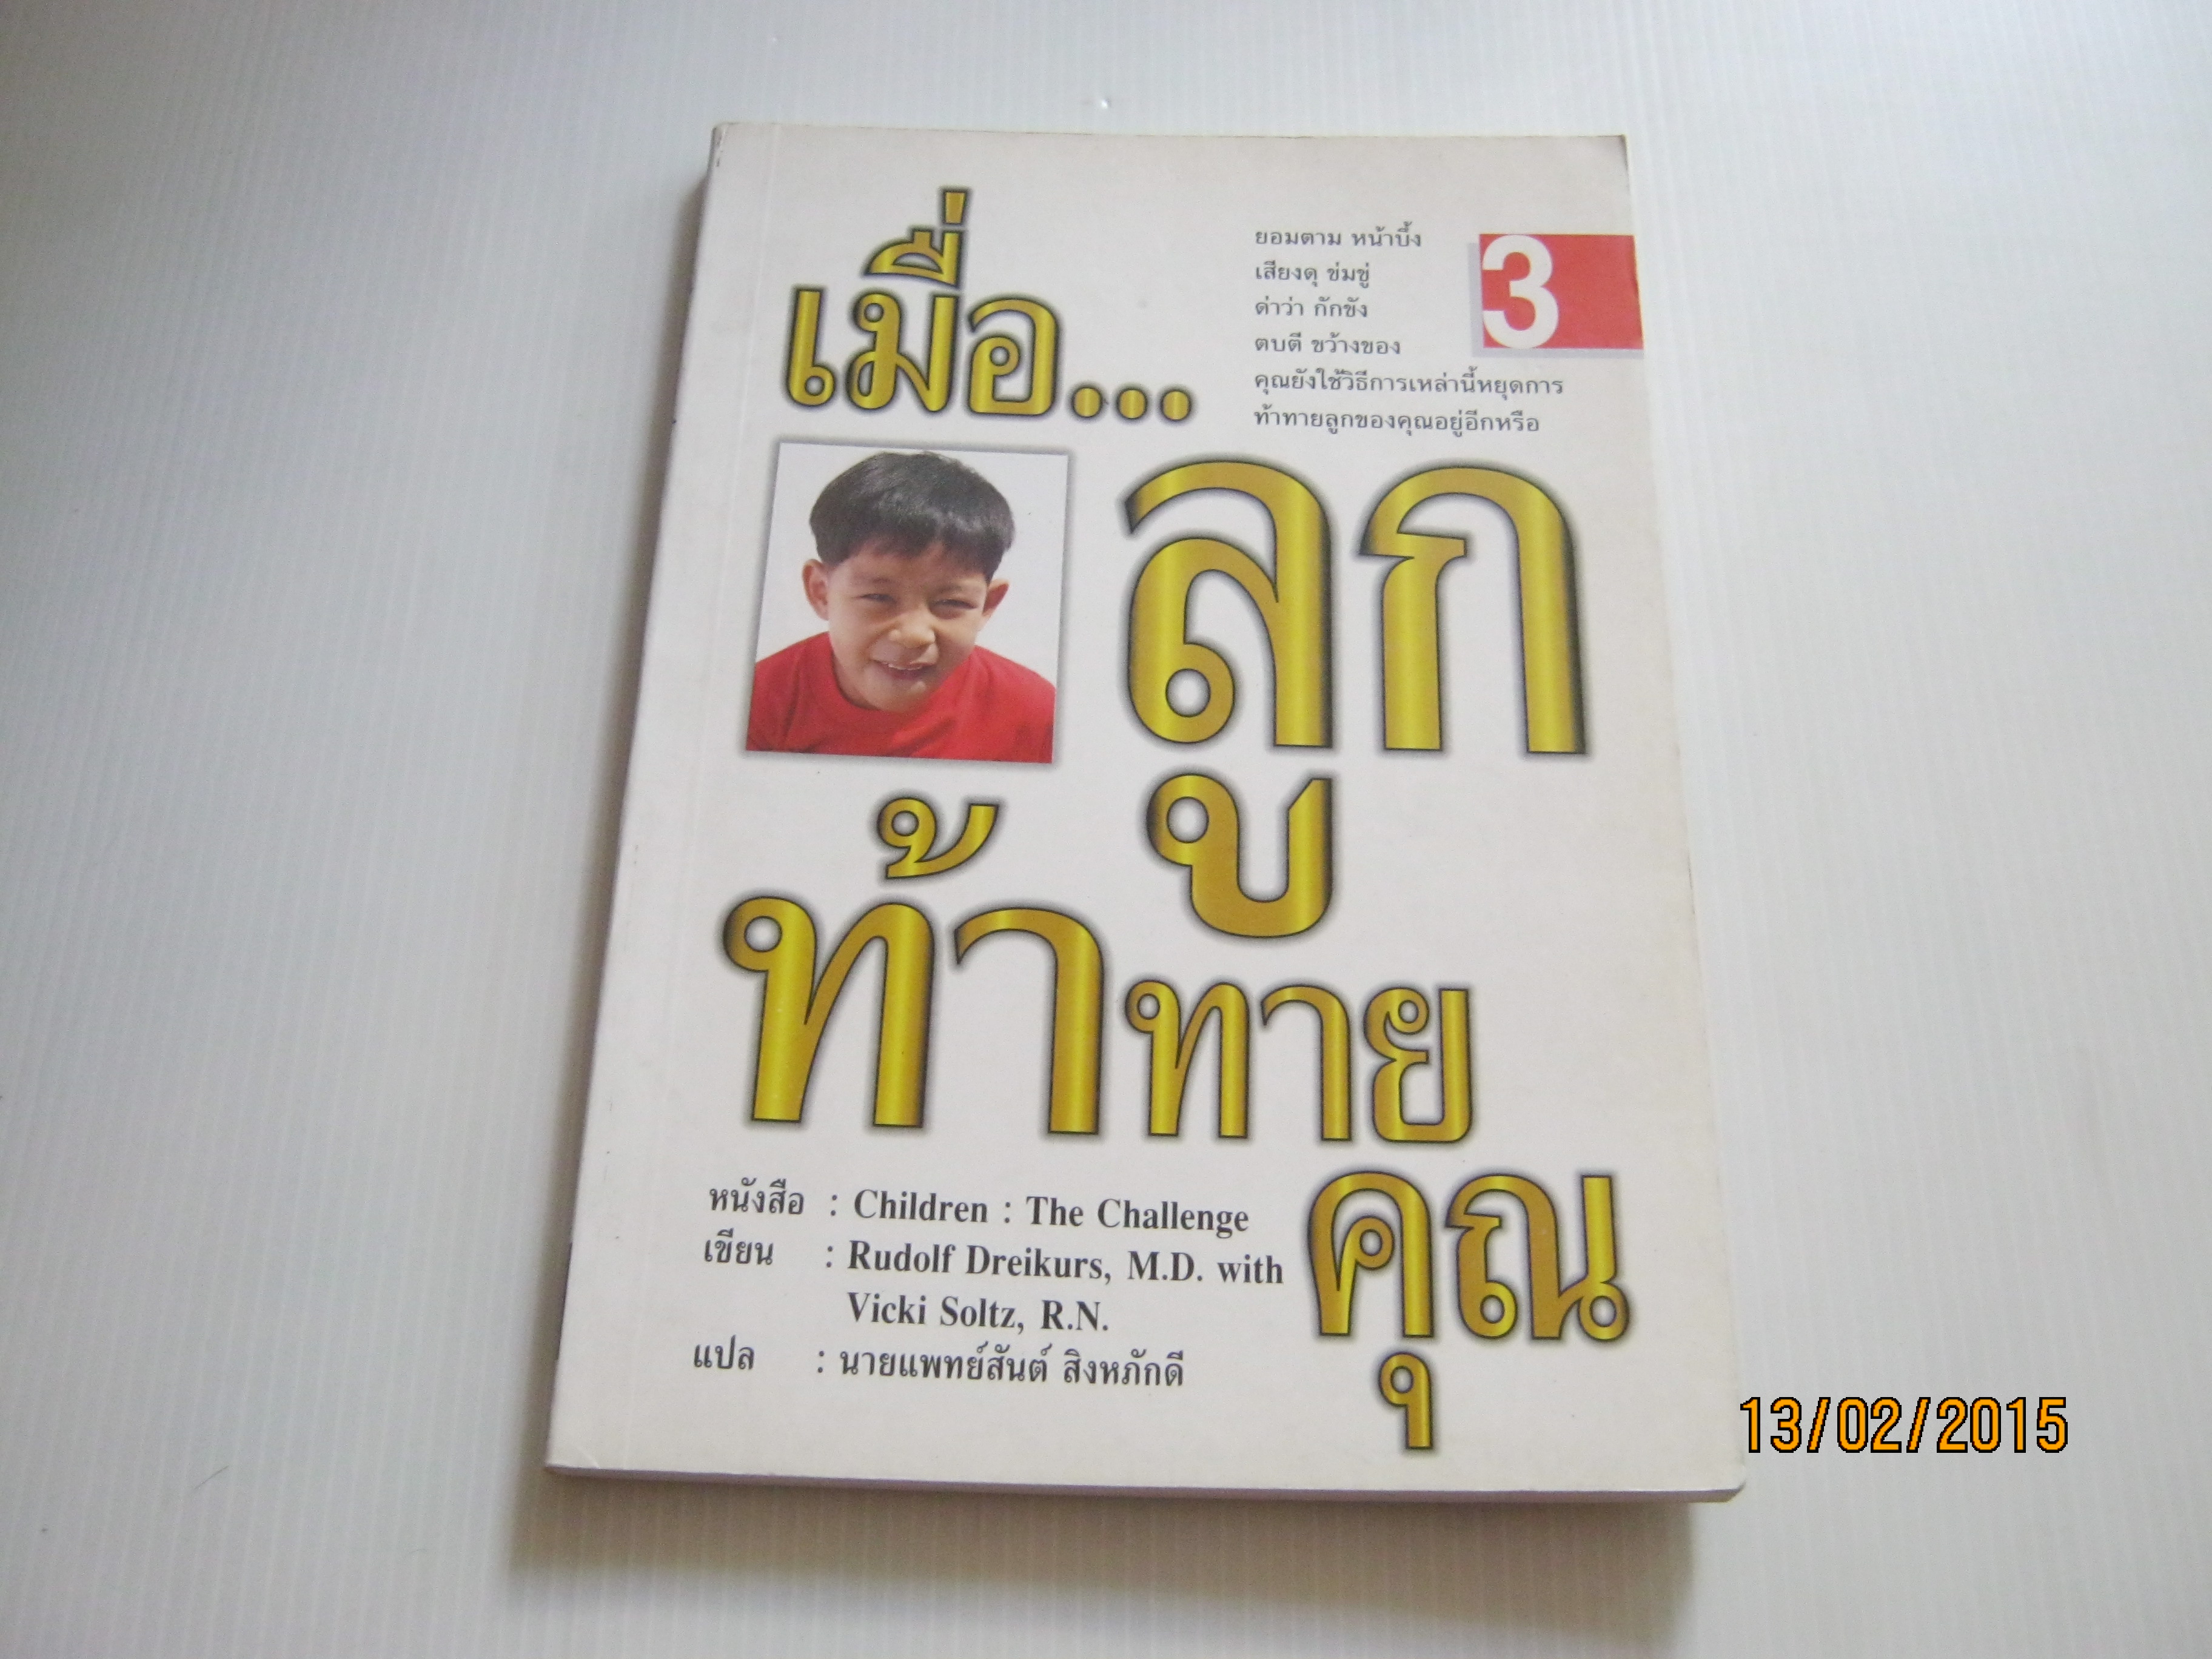 เมื่อ...
ยอมตาม หน้าบึ้ง
เสียงดุ ข่มขู่
ด่าว่า กักขัง
ตบตี ขว้างของ
คุณยังใช้วิธีการเหล่านี้หยุดการ
ท้าทายลูกของคุณอยู่อีกหรือ
3
ลูก
ท้าทาย
คุณ
หนังสือ : Children : The Challenge
เขียน : Rudolf Dreikurs, M.D. with
Vicki Soltz, R.N.
แปล : นายแพทย์สันต์ สิงหภักดี
13/02/2015